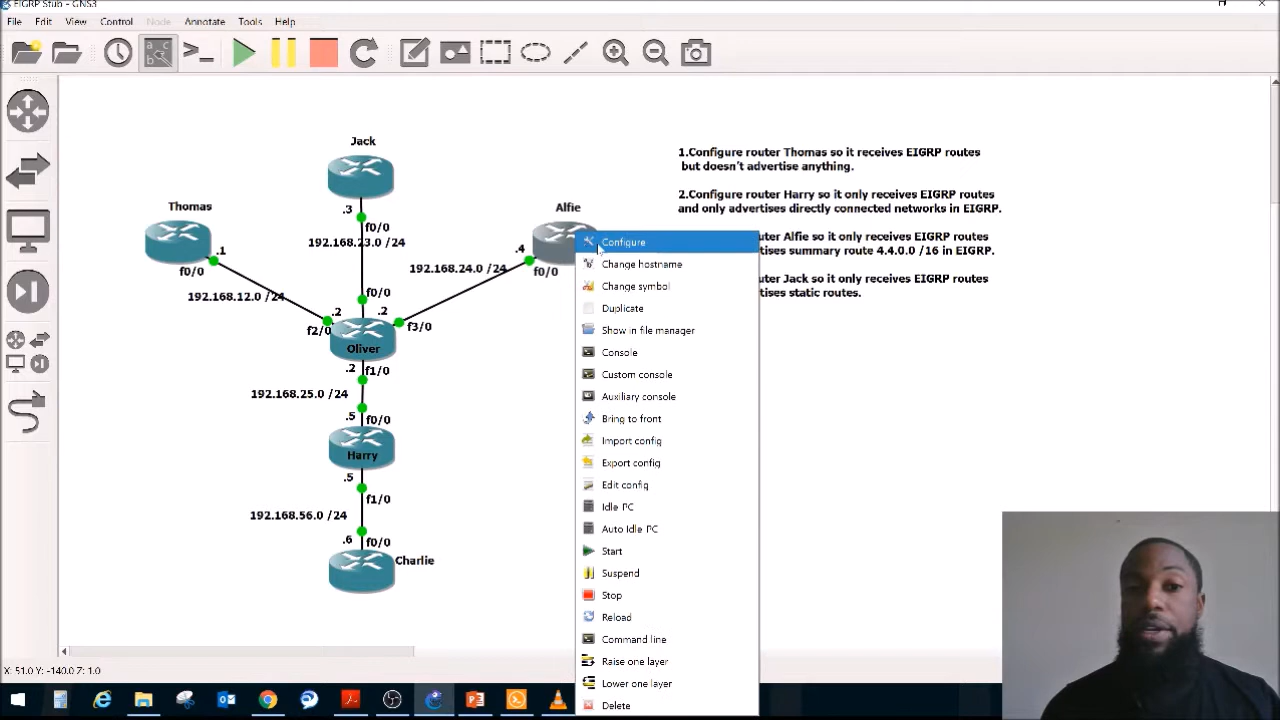 EIGRP Stub - GNS3
File Edit View Control Node Annotate Tools Help
Jack
Thomas
Alfie
.3
f0/0
192.168.23.0 /24
.1
f0/0
192.168.12.0 /24
.4
f0/0
192.168.24.0 /24
f0/0
.2
.2
f2/0
f3/0
Oliver
.2
f1/0
192.168.25.0 /24
.5
f0/0
Harry
.5
f1/0
192.168.56.0 /24
.6
f0/0
Charlie
1.Configure router Thomas so it receives EIGRP routes
but doesn't advertise anything.
2.Configure router Harry so it only receives EIGRP routes
and only advertises directly connected networks in EIGRP.
uter Alfie so it only receives EIGRP routes
tises summary route 4.4.0.0 /16 in EIGRP.
uter Jack so it only receives EIGRP routes
tises static routes.
Configure
Change hostname
Change symbol
Duplicate
Show in file manager
Console
Custom console
Auxiliary console
Bring to front
Import config
Export config
Edit config
Idle PC
Auto Idle PC
Start
Suspend
Stop
Reload
Command line
Raise one layer
Lower one layer
Delete
X: 51.0 Y: -140.0 Z: 1.0